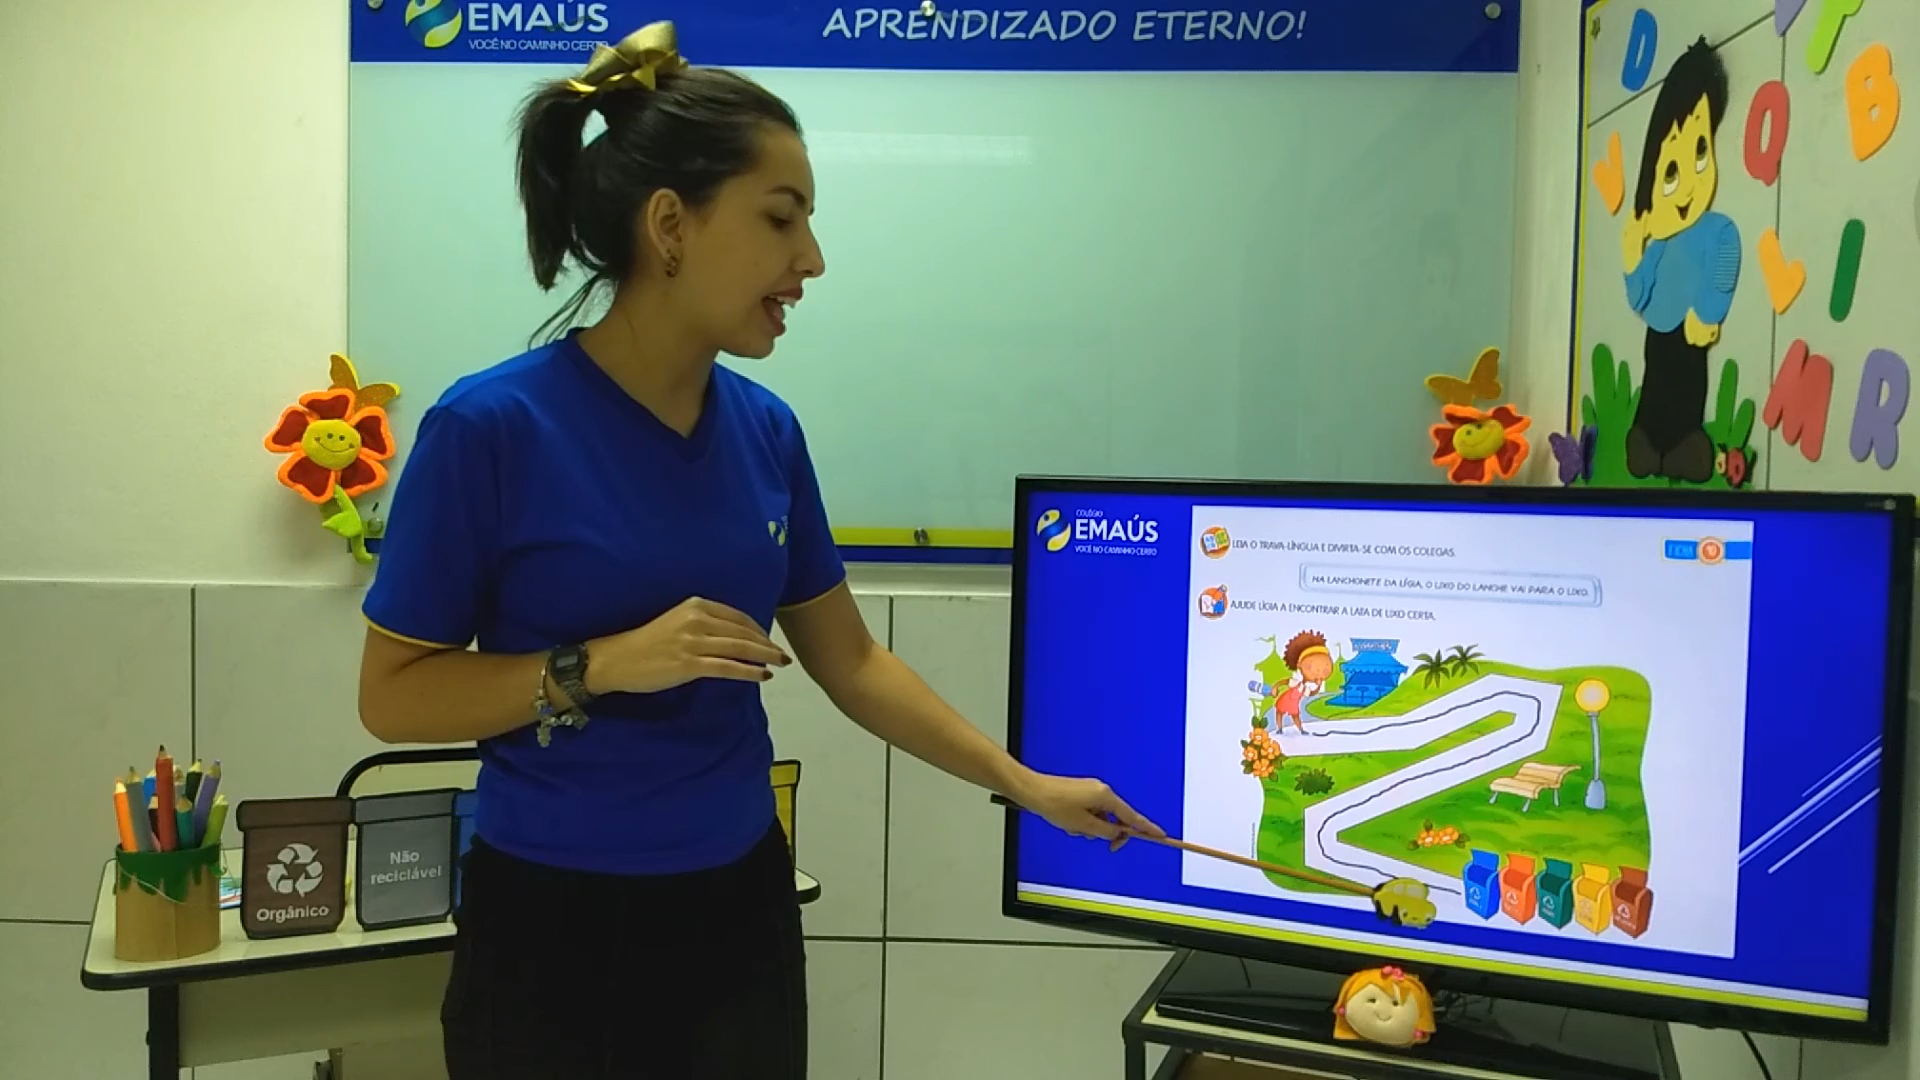 EMAÚS
VOCÊ NO CAMINHO CERTO
APRENDIZADO ETERNO!
D
B
V
Q
L
I
M
R
COLÉGIO
EMAÚS
VOCÊ NO CAMINHO CERTO
LEIA O TRAVA-LÍNGUA E DIVIRTA-SE COM OS COLEGAS.
FICHA
NA LANCHONETE DA LÍGIA, O LIXO DO LANCHE VAI PARA O LIXO.
AJUDE LÍGIA A ENCONTRAR A LATA DE LIXO CERTA.
Orgânico
Não
reciclável